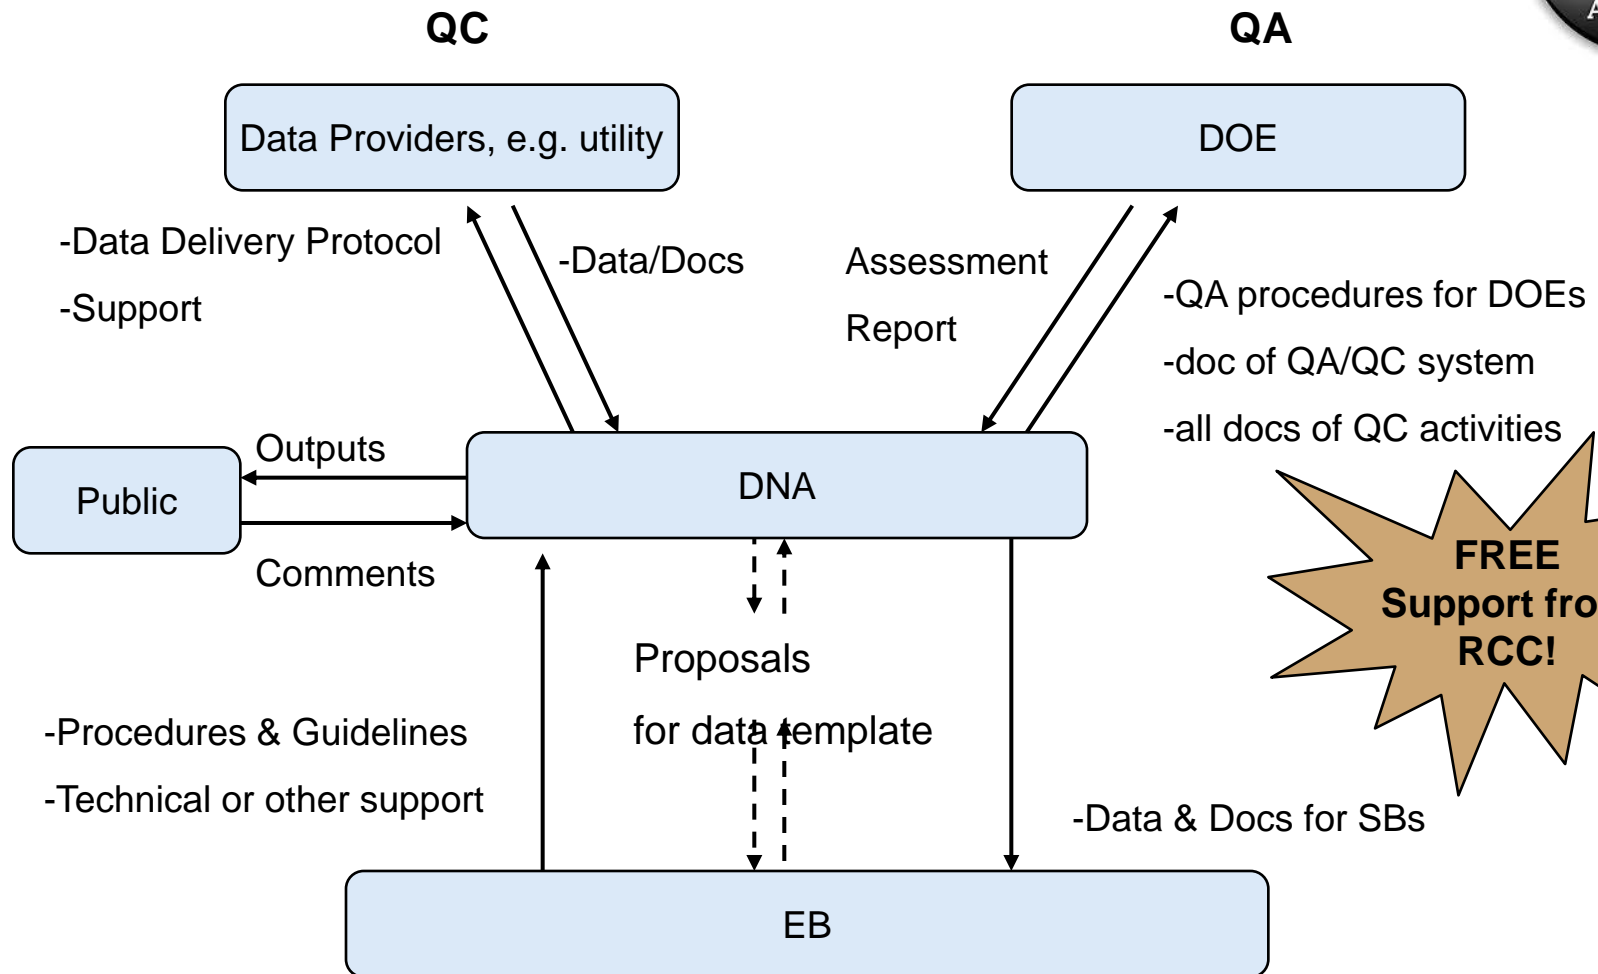 QC
QA
Data Providers, e.g. utility
DOE
-Data Delivery Protocol
-Support
-Data/Docs
Assessment
Report
-QA procedures for DOEs
-doc of QA/QC system
-all docs of QC activities
Outputs
Public
DNA
Comments
FREE
Support
RCC!
Proposals
for data template
-Procedures & Guidelines
-Technical or other support
-Data & Docs for SBs
EB